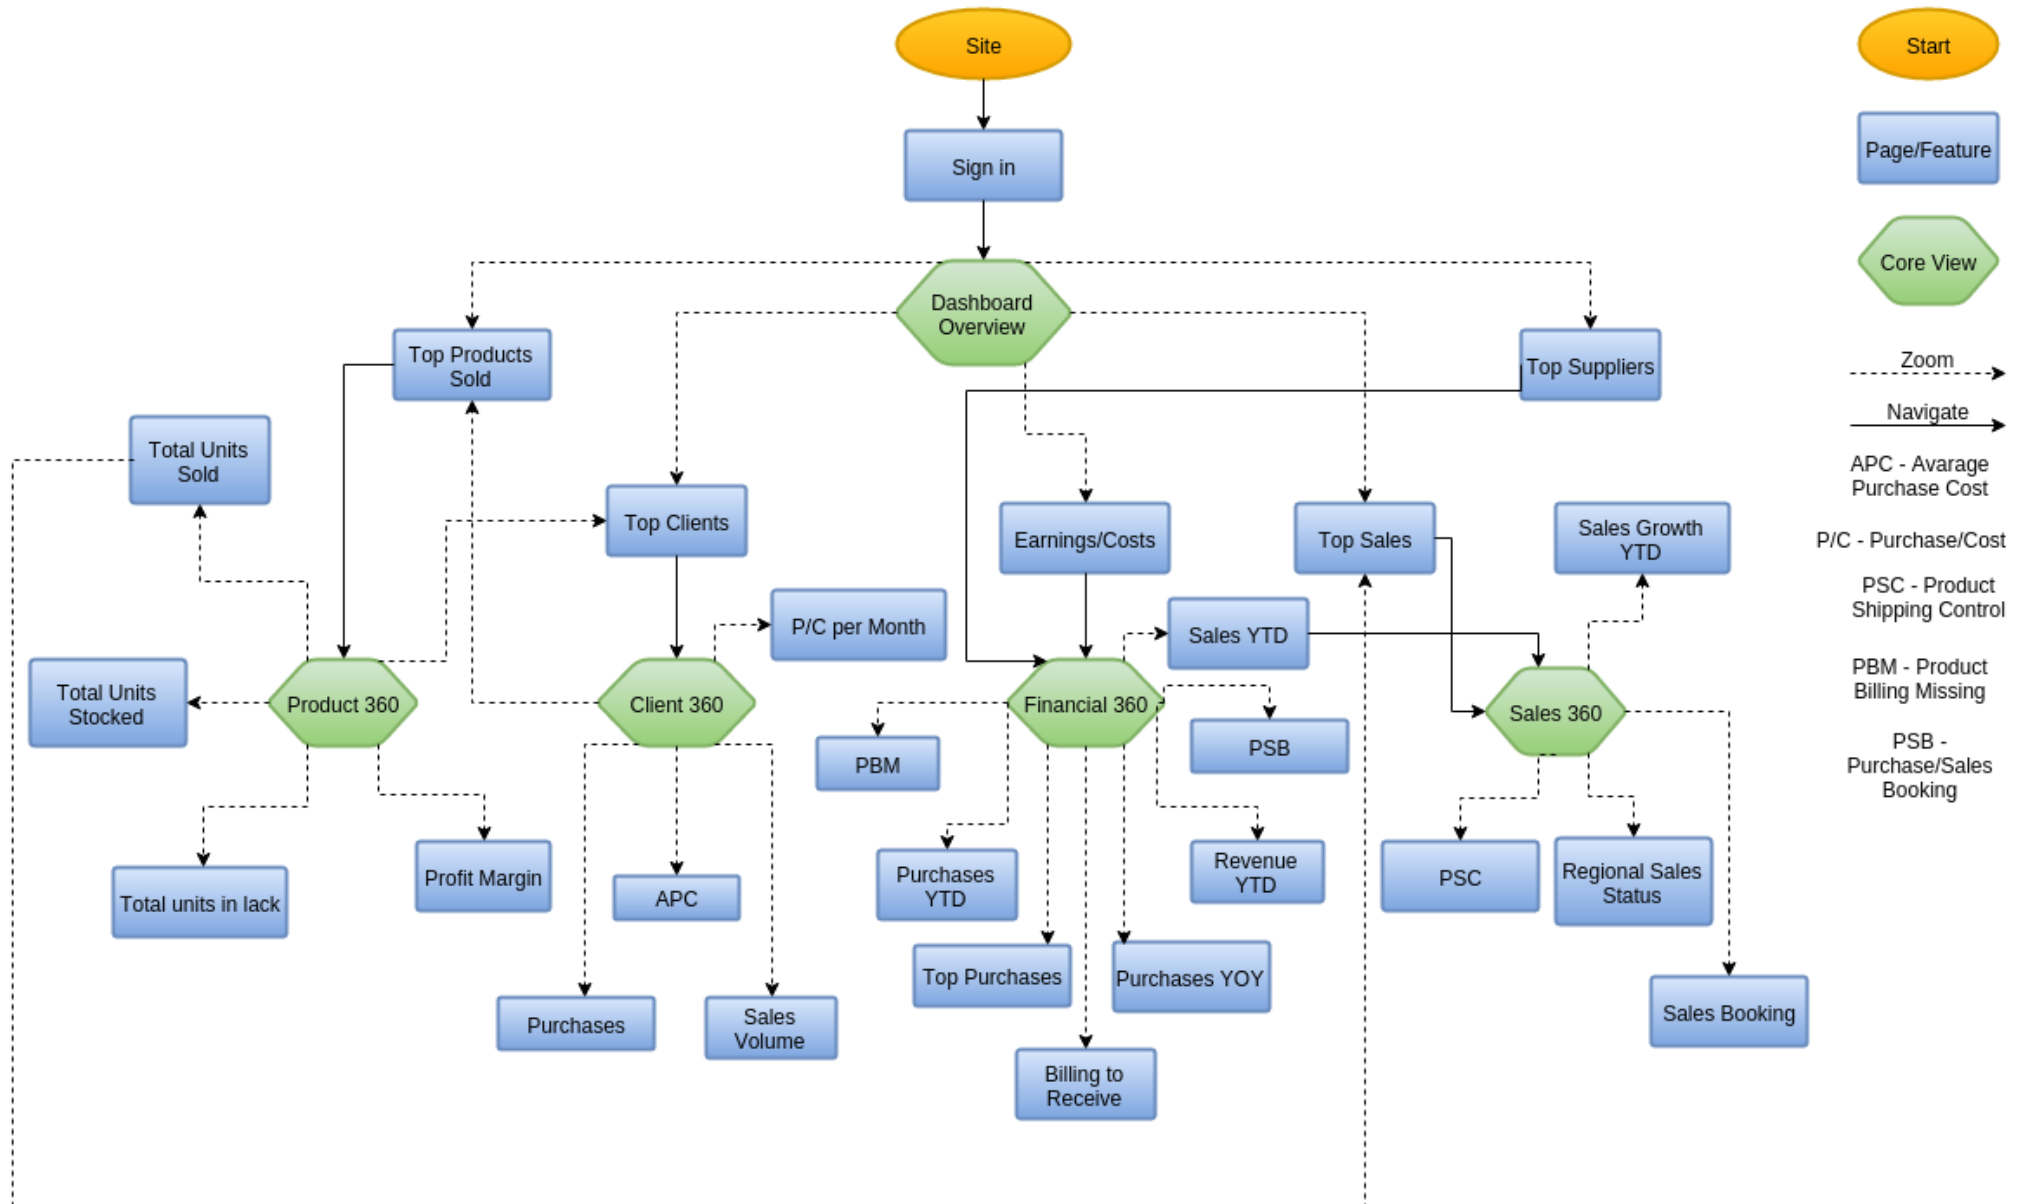 Site
Start
Sign in
Page/Feature
Core View
Dashboard
Overview
Top Products
Sold
Top Suppliers
Zoom
Navigate
Total Units
Sold
Top Clients
Earnings/Costs
Top Sales
Sales Growth
YTD
APC - Avarage
Purchase Cost
P/C - Purchase/Cost
PSC - Product
Shipping Control
PBM - Product
Billing Missing
PSB -
Purchase/Sales
Booking
P/C per Month
Sales YTD
Total Units
Stocked
Product 360
Client 360
Financial 360
Sales 360
PBM
PSB
Total units in lack
Profit Margin
APC
Purchases
YTD
Revenue
YTD
PSC
Regional Sales
Status
Top Purchases
Purchases YOY
Purchases
Sales
Volume
Sales Booking
Billing to
Receive